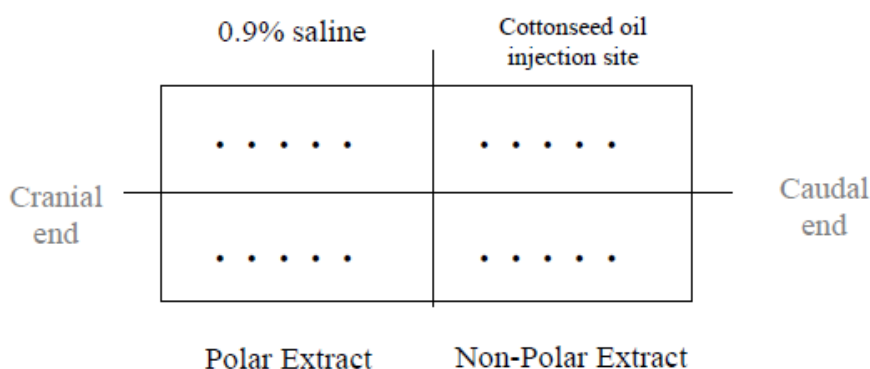 0.9% saline
Cottonseed oil
injection site
Cranial
end
Caudal
end
Polar Extract
Non-Polar Extract